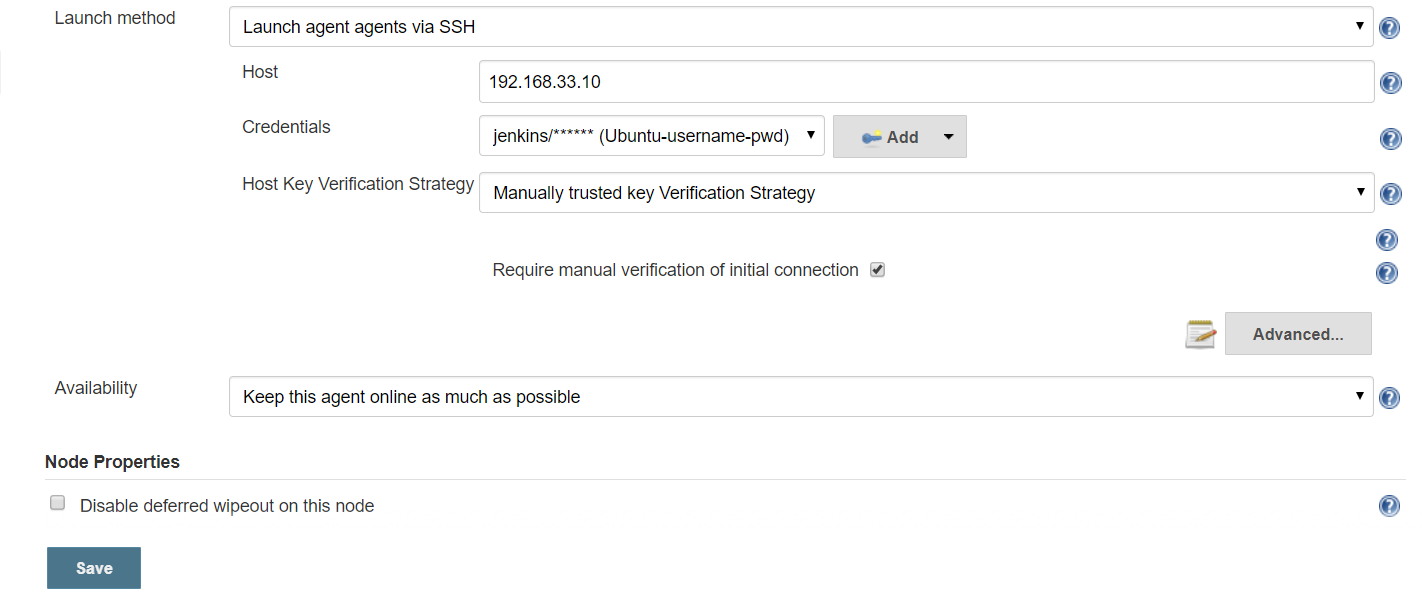 Launch method
Launch agent agents via SSH
Host
192.168.33.10
Credentials
jenkins/****** (Ubuntu-username-pwd)
Add
Host Key Verification Strategy
Manually trusted key Verification Strategy
Require manual verification of initial connection
Advanced...
Availability
Keep this agent online as much as possible
Node Properties
Disable deferred wipeout on this node
Save